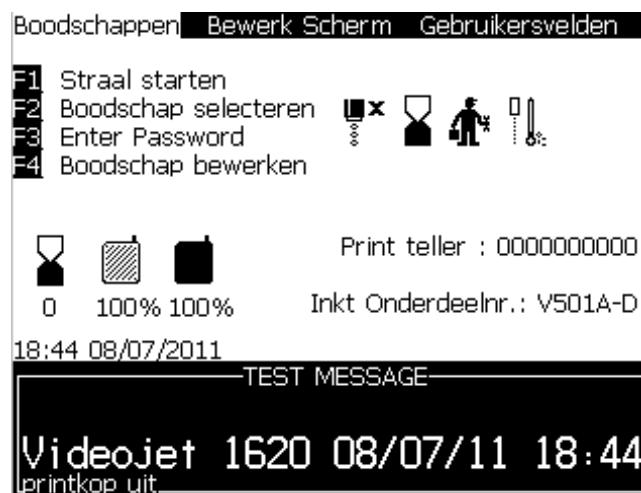 Boodschappen Bewerk Scherm Gebruikersvelden
F1 Straal starten
F2 Boodschap selecteren
F3 Enter Password
F4 Boodschap bewerken
Print teller : 0000000000
0 100% 100%
Inkt Onderdeelnr.: V501A-D
18:44 08/07/2011
TEST MESSAGE
Videojet 1620 08/07/11 18:44
printkop uit